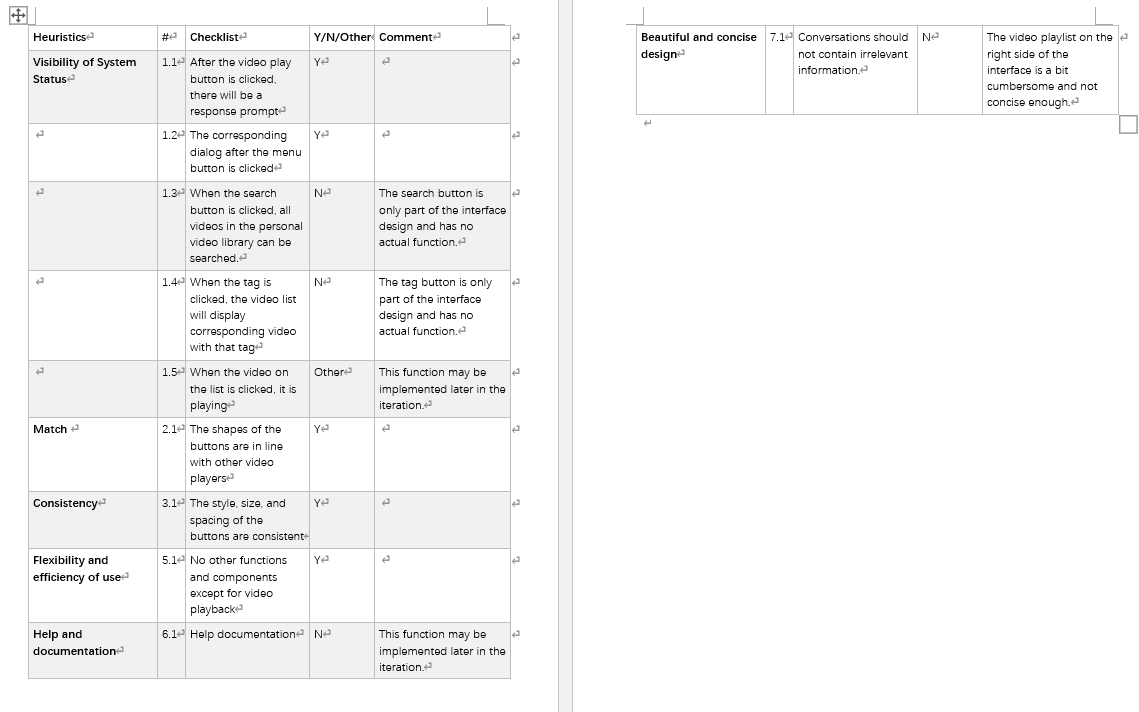 Heuristics # Checklist Y/N/Other Comment
Visibility of System 1.1 After the video play Y
Status button is clicked,
there will be a
response prompt
1.2 The corresponding Y
dialog after the menu
button is clicked
1.3 When the search N The search button is
button is clicked, all only part of the interface
videos in the personal design and has no
video library can be actual function.
searched.
1.4 When the tag is N The tag button is only
clicked, the video list part of the interface
will display design and has no
corresponding video actual function.
with that tag
1.5 When the video on Other This function may be
the list is clicked, it is implemented later in the
playing iteration.
Match 2.1 The shapes of the Y
buttons are in line
with other video
players
Consistency 3.1 The style, size, and Y
spacing of the
buttons are consistent
Flexibility and 5.1 No other functions Y
efficiency of use and components
except for video
playback
Help and 6.1 Help documentation N This function may be
documentation implemented later in the
iteration.
Beautiful and concise 7.1 Conversations should N The video playlist on the
design not contain irrelevant right side of the
information. interface is a bit
cumbersome and not
concise enough.